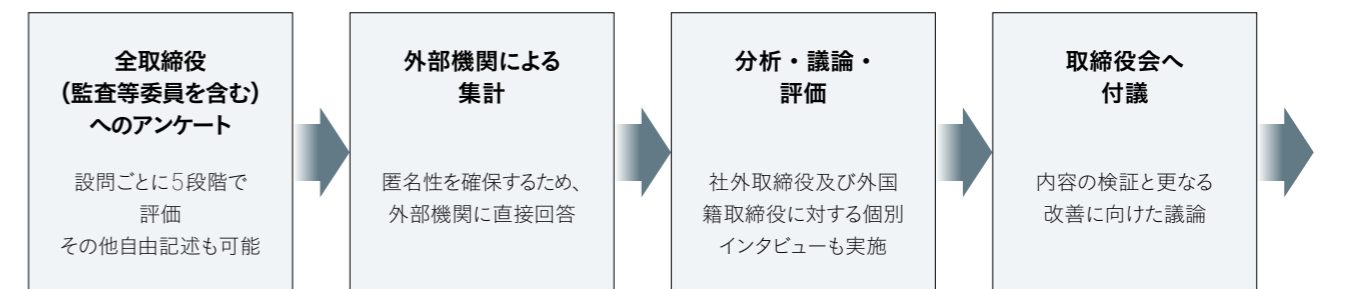 全取締役
（監査等委員を含む）
へのアンケート
設問ごとに5段階で
評価
その他自由記述も可能
外部機関による
集計
匿名性を確保するため、
外部機関に直接回答
分析・議論・
評価
社外取締役及び外国
籍取締役に対する個別
インタビューも実施
取締役会へ
付議
内容の検証と更なる
改善に向けた議論